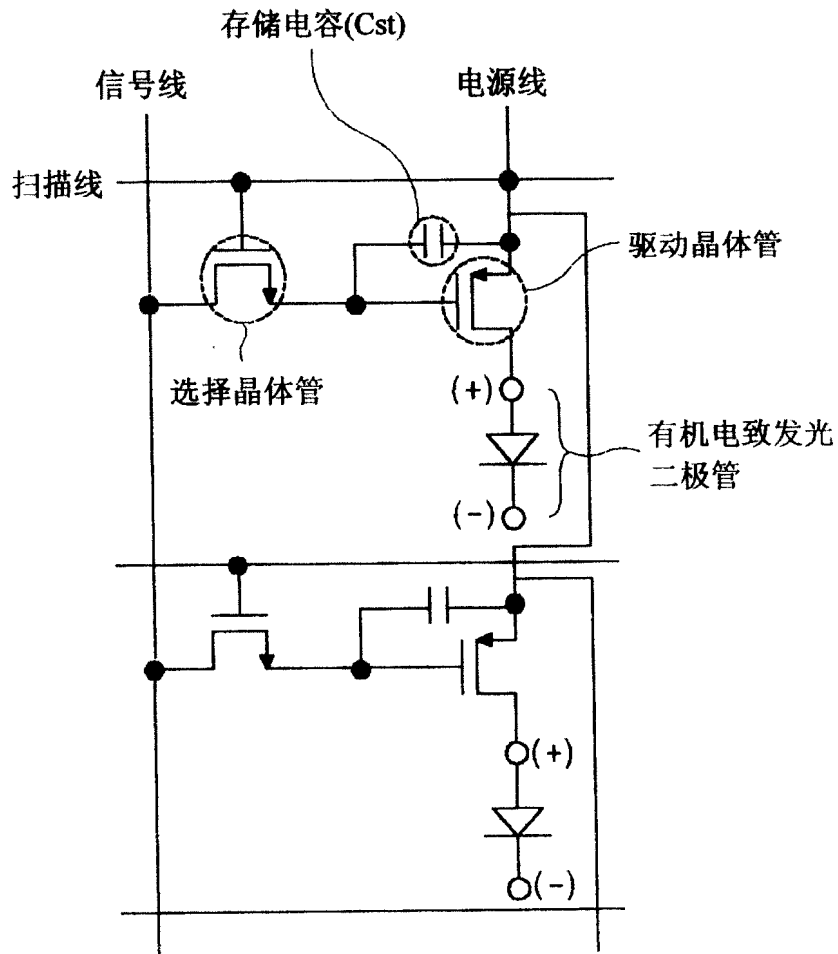 存储电容(Cst)
信号线
电源线
扫描线
驱动晶体管
选择晶体管
(+)
有机电致发光
二极管
(-)
(+)
(-)